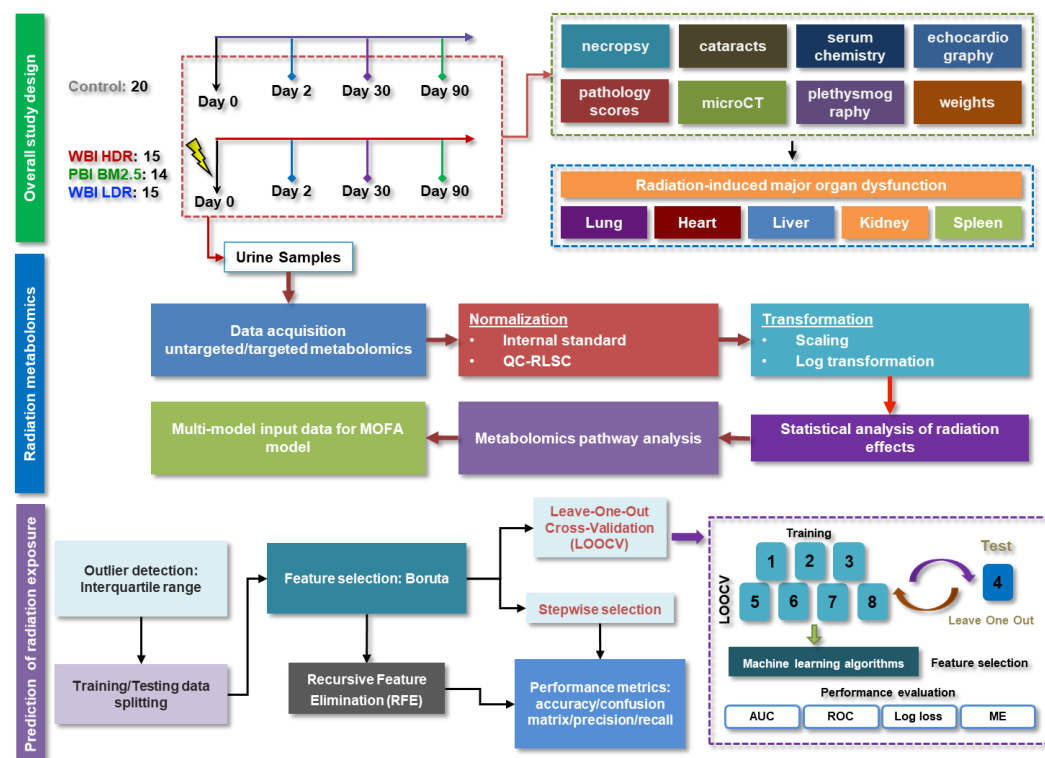 Overall study design
Control: 20
Day 0
Day 2
Day 30
Day 90
WBI HDR: 15
PBI BM2.5: 14
WBI LDR: 15
Day 0
Day 2
Day 30
Day 90
necropsy
cataracts
serum
chemistry
echocardio
graphy
pathology
scores
microCT
plethysmog
raphy
weights
Radiation-induced major organ dysfunction
Lung
Heart
Liver
Kidney
Spleen
Urine Samples
Radiation metabolomics
Data acquisition
untargeted/targeted metabolomics
Normalization
• Internal standard
• QC-RLSC
Transformation
• Scaling
• Log transformation
Multi-model input data for MOFA
model
Metabolomics pathway analysis
Statistical analysis of radiation
effects
Prediction of radiation exposure
Outlier detection:
Interquartile range
Training/Testing data
splitting
Feature selection: Boruta
Recursive Feature
Elimination (RFE)
Leave-One-Out
Cross-Validation
(LOOCV)
Stepwise selection
Performance metrics:
accuracy/confusion
matrix/precision/recall
LOOCV
Training
1
2
3
5
6
7
8
Test
4
Leave One Out
Machine learning algorithms
Feature selection
Performance evaluation
AUC
ROC
Log loss
ME